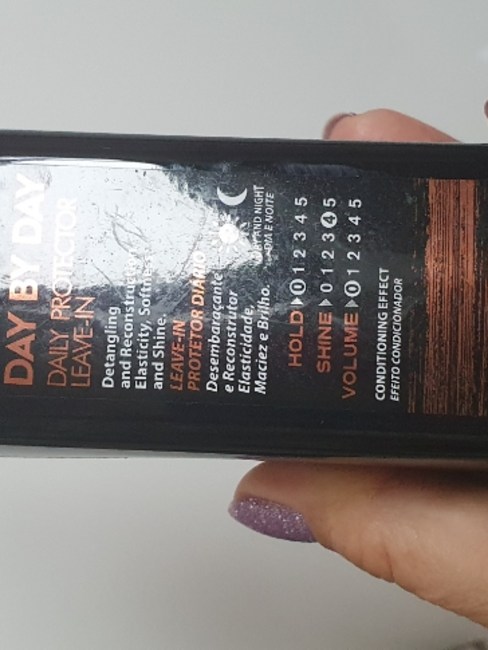 DAY BY DAY
DAILY PROTECTOR
LEAVE-IN
Detangling
and Reconstruction
Elasticity, Softness
and Shine.
LEAVE-IN
PROTETOR DIÁRIO
Desembaraçante
e Reconstrutor
Elasticidade,
Maciez e Brilho.
DAY AND NIGHT
DIA E NOITE
HOLD 0 1 2 3 4 5
SHINE 0 1 2 3 4 5
VOLUME 0 1 2 3 4 5
CONDITIONING EFFECT
EFEITO CONDICIONADOR